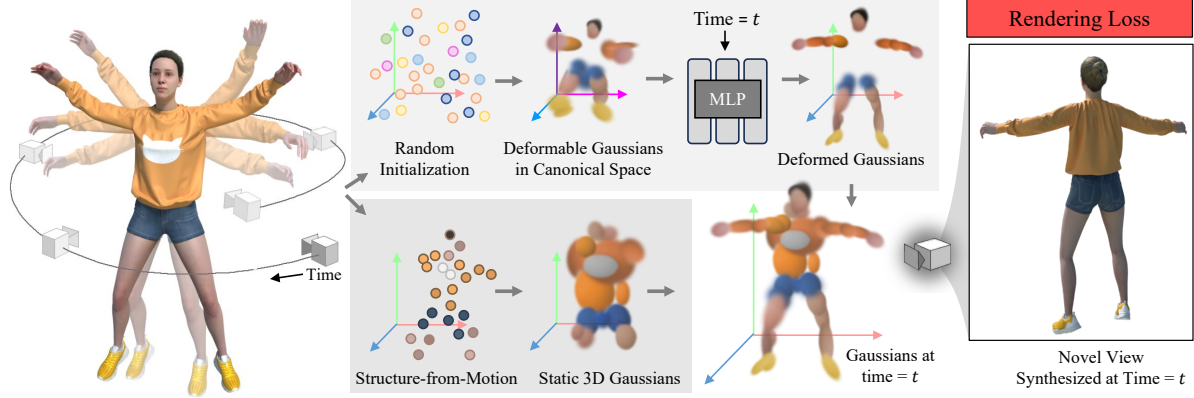 Time
Random
Initialization
Deformable Gaussians
in Canonical Space
Time = t
MLP
Deformed Gaussians
Structure-from-Motion
Static 3D Gaussians
Gaussians at
time = t
Rendering Loss
Novel View
Synthesized at Time = t